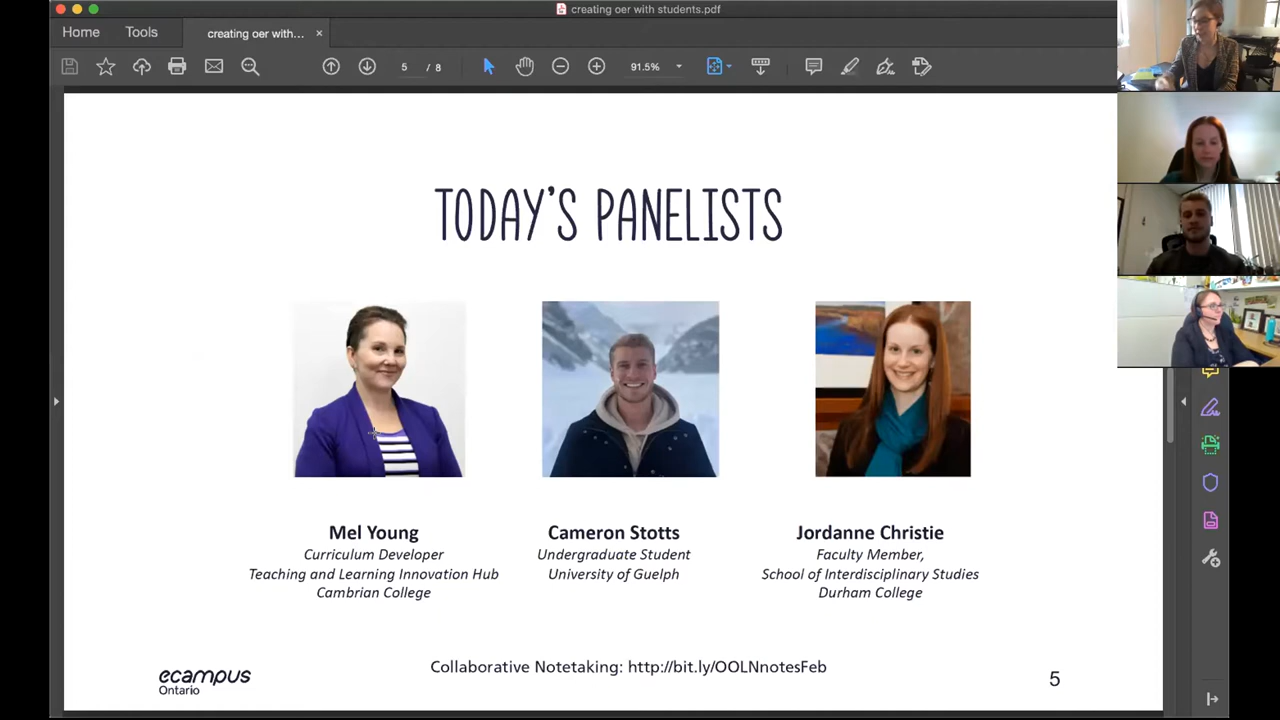 creating oer with students.pdf
Home
Tools
creating oer with...
5 / 8
91.5%
TODAY'S PANELISTS
Mel Young
Curriculum Developer
Teaching and Learning Innovation Hub
Cambrian College
Cameron Stotts
Undergraduate Student
University of Guelph
Jordanne Christie
Faculty Member,
School of Interdisciplinary Studies
Durham College
Collaborative Notetaking: http://bit.ly/OOLNnotesFeb
ecampus
Ontario
5